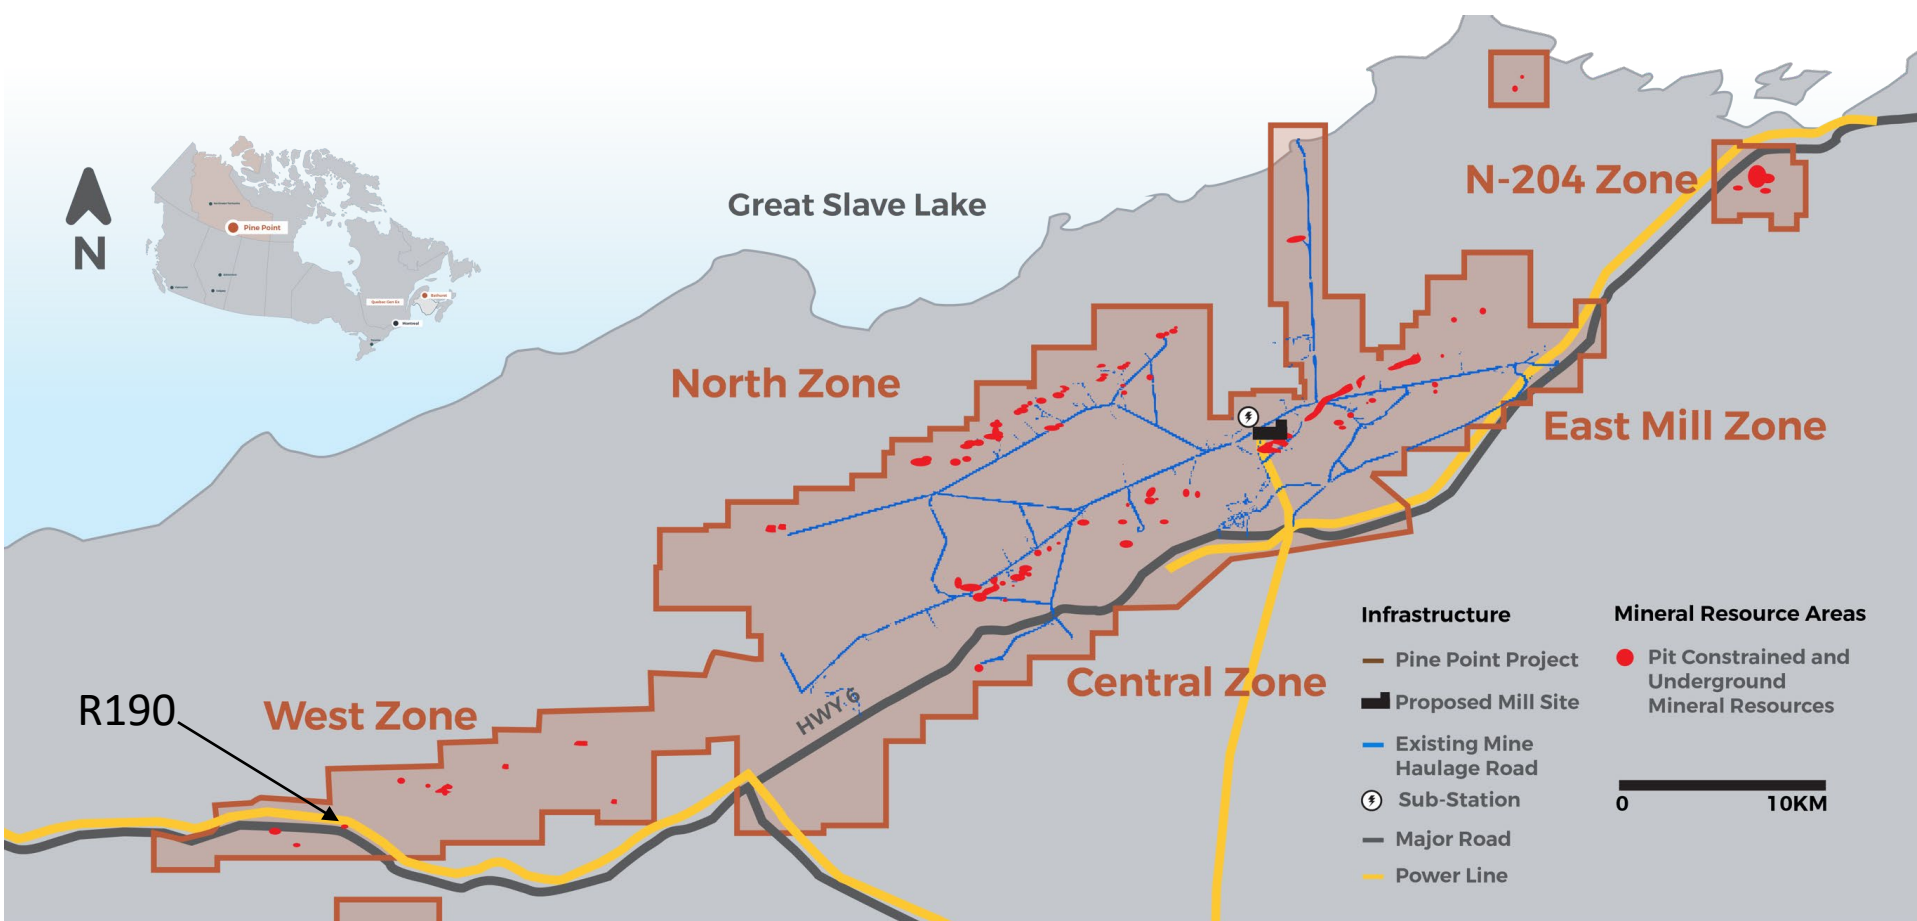 Great Slave Lake
N
Pine Point
Bathurst
Montreal
N-204 Zone
North Zone
East Mill Zone
Central Zone
West Zone
R190
HWY 6
Infrastructure
Pine Point Project
Proposed Mill Site
Existing Mine
Haulage Road
Sub-Station
Major Road
Power Line
Mineral Resource Areas
Pit Constrained and
Underground
Mineral Resources
0 10KM